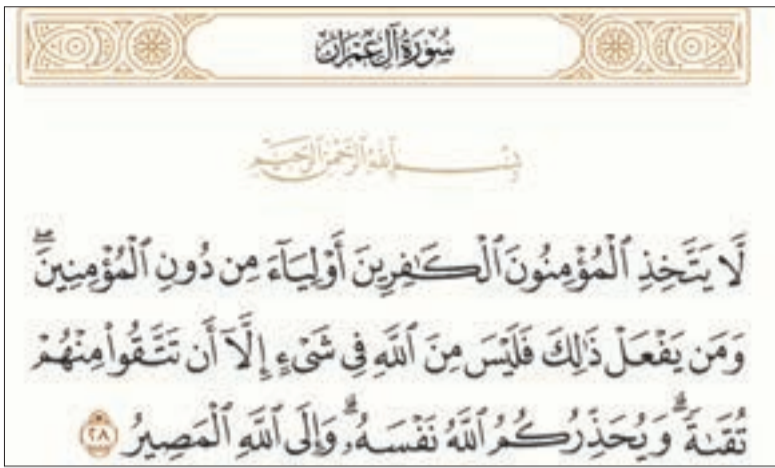 سُورَةُ آلِ عِمْرَانَ
بِسْمِ ٱللَّهِ ٱلرَّحْمَٰنِ ٱلرَّحِيمِ
لَّا يَتَّخِذِ ٱلْمُؤْمِنُونَ ٱلْكَٰفِرِينَ أَوْلِيَآءَ مِن دُونِ ٱلْمُؤْمِنِينَۖ
وَمَن يَفْعَلْ ذَٰلِكَ فَلَيْسَ مِنَ ٱللَّهِ فِى شَىْءٍ إِلَّآ أَن تَتَّقُوا۟ مِنْهُمْ
تُقَىٰةًۗ وَيُحَذِّرُكُمُ ٱللَّهُ نَفْسَهُۥۗ وَإِلَى ٱللَّهِ ٱلْمَصِيرُ ٢٨